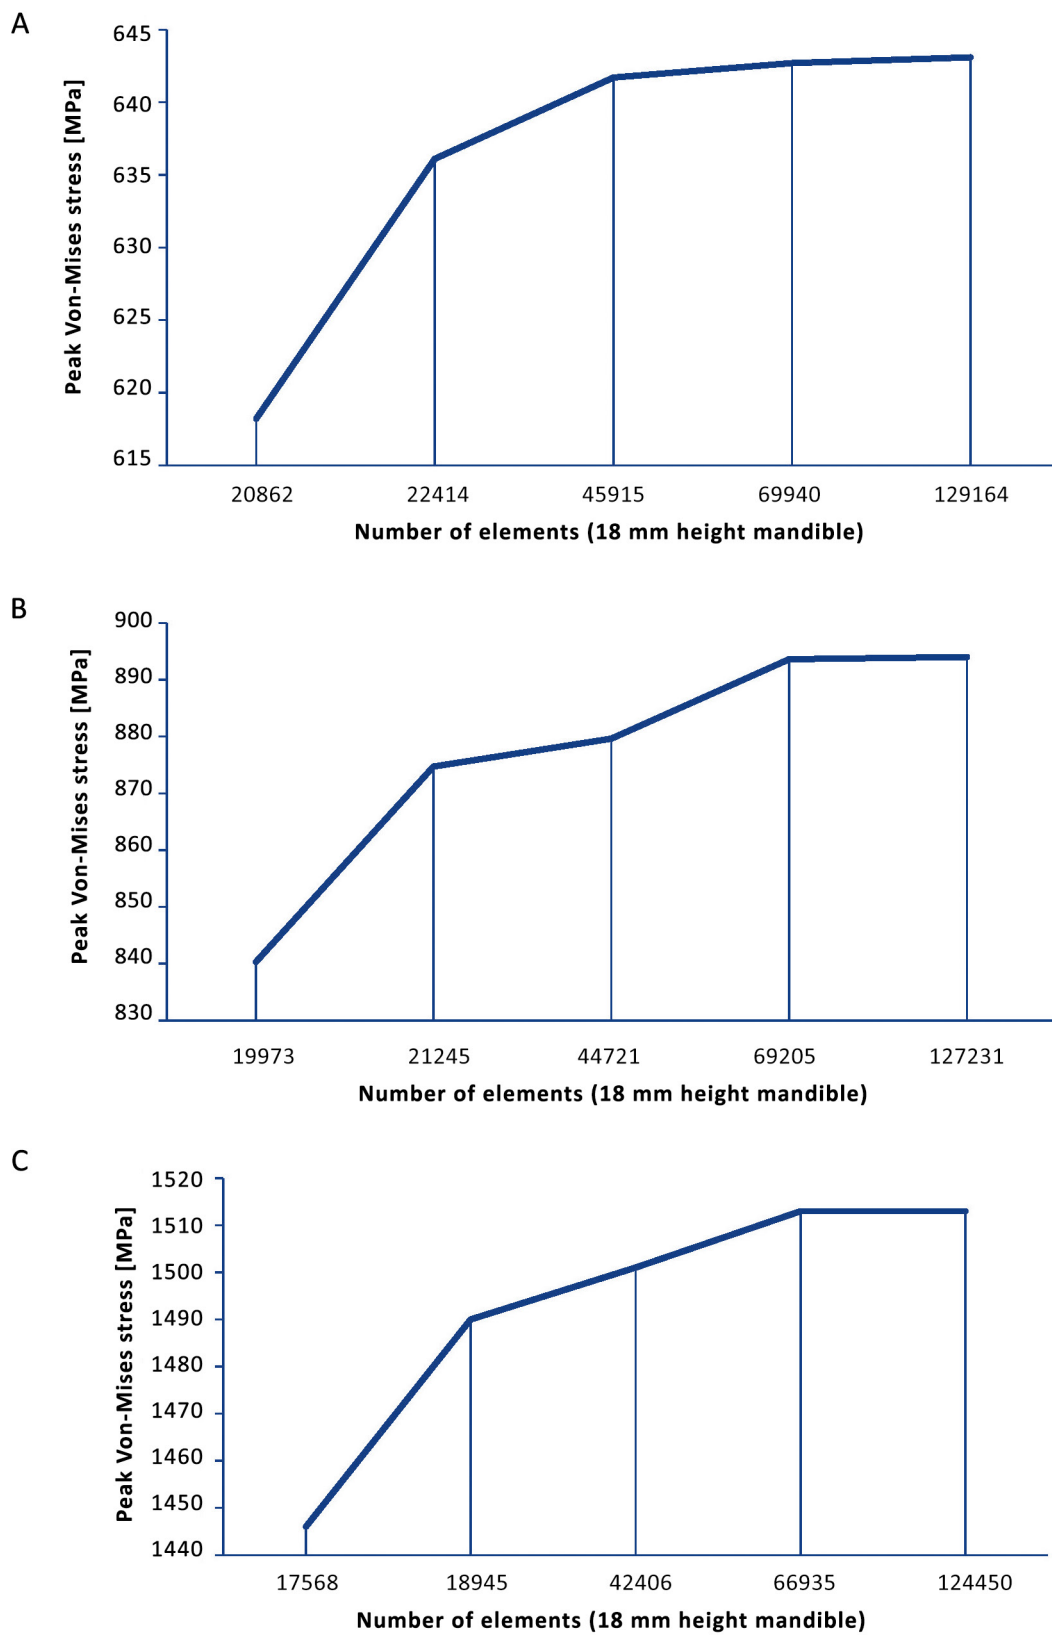 A
Peak Von-Mises stress [MPa]
645
640
635
630
625
620
615
20862 22414 45915 69940 129164
Number of elements (18 mm height mandible)
B
Peak Von-Mises stress [MPa]
900
890
880
870
860
850
840
830
19973 21245 44721 69205 127231
Number of elements (18 mm height mandible)
C
Peak Von-Mises stress [MPa]
1520
1510
1500
1490
1480
1470
1460
1450
1440
17568 18945 42406 66935 124450
Number of elements (18 mm height mandible)